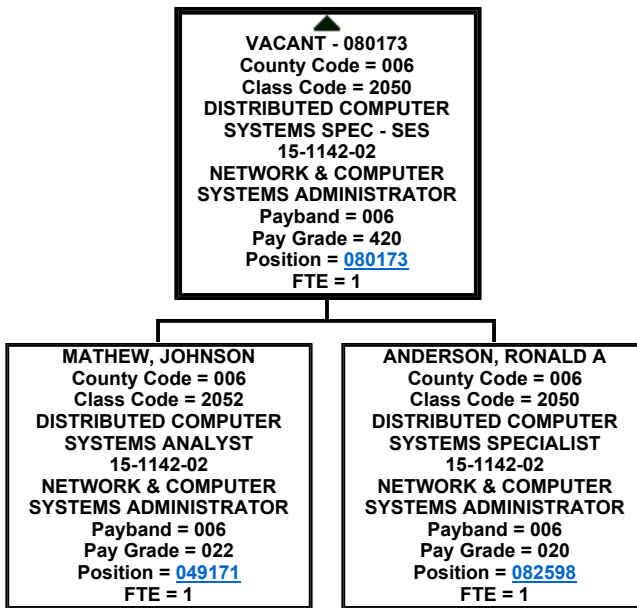 VACANT - 080173
County Code = 006
Class Code = 2050
DISTRIBUTED COMPUTER
SYSTEMS SPEC - SES
15-1142-02
NETWORK & COMPUTER
SYSTEMS ADMINISTRATOR
Payband = 006
Pay Grade = 420
Position = 080173
FTE = 1
MATHEW, JOHNSON
County Code = 006
Class Code = 2052
DISTRIBUTED COMPUTER
SYSTEMS ANALYST
15-1142-02
NETWORK & COMPUTER
SYSTEMS ADMINISTRATOR
Payband = 006
Pay Grade = 022
Position = 049171
FTE = 1
ANDERSON, RONALD A
County Code = 006
Class Code = 2050
DISTRIBUTED COMPUTER
SYSTEMS SPECIALIST
15-1142-02
NETWORK & COMPUTER
SYSTEMS ADMINISTRATOR
Payband = 006
Pay Grade = 020
Position = 082598
FTE = 1